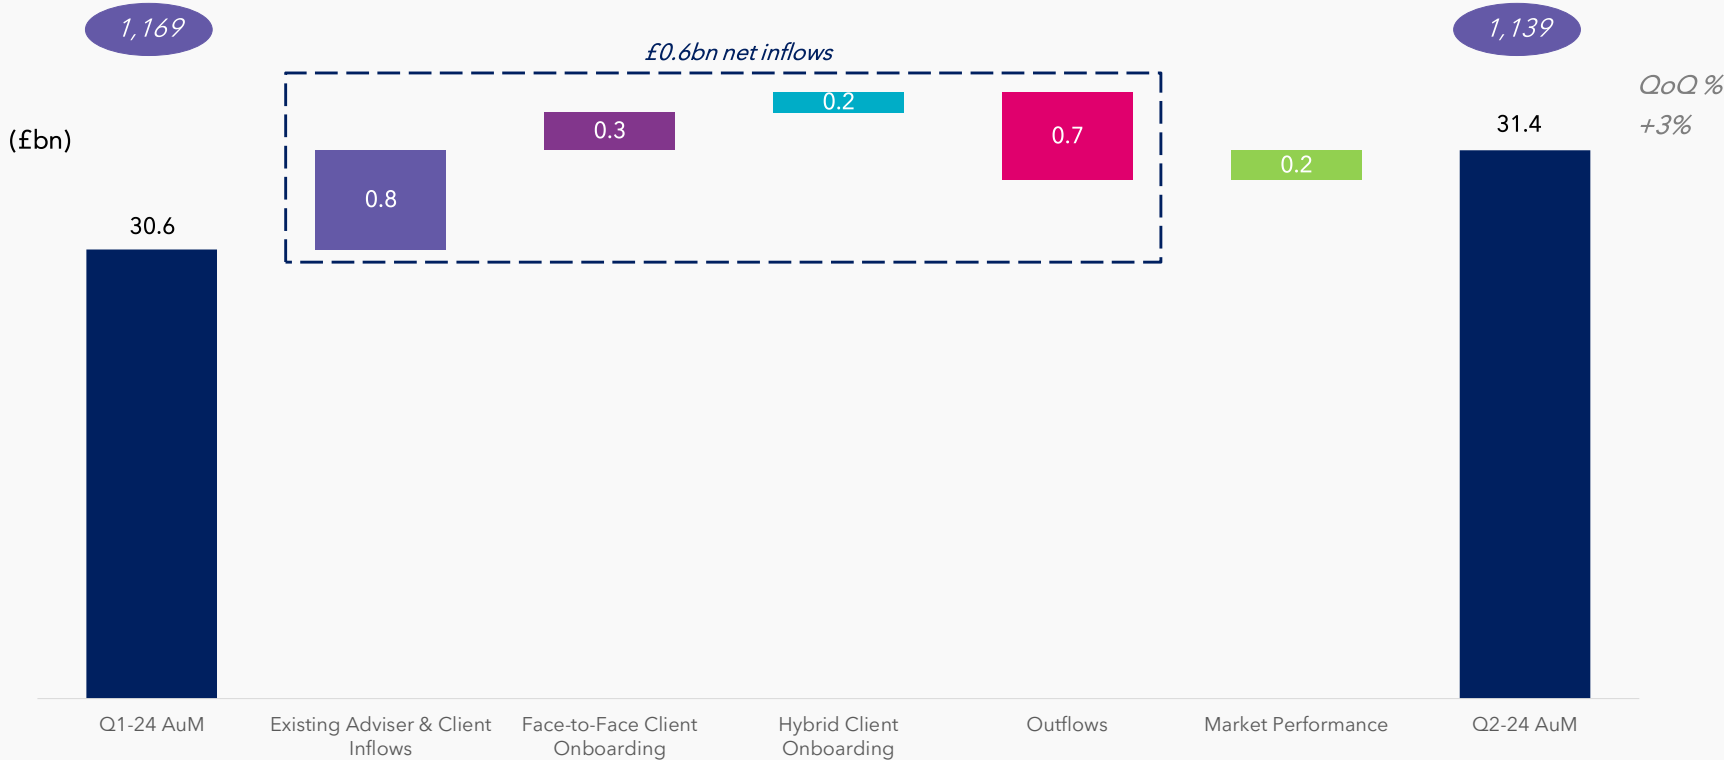 1,169
1,139
£0.6bn net inflows
QoQ %
+3%
(£bn)
31.4
30.6
0.8
0.3
0.2
0.7
0.2
Q1-24 AuM
Existing Adviser & Client
Inflows
Face-to-Face Client
Onboarding
Hybrid Client
Onboarding
Outflows
Market Performance
Q2-24 AuM